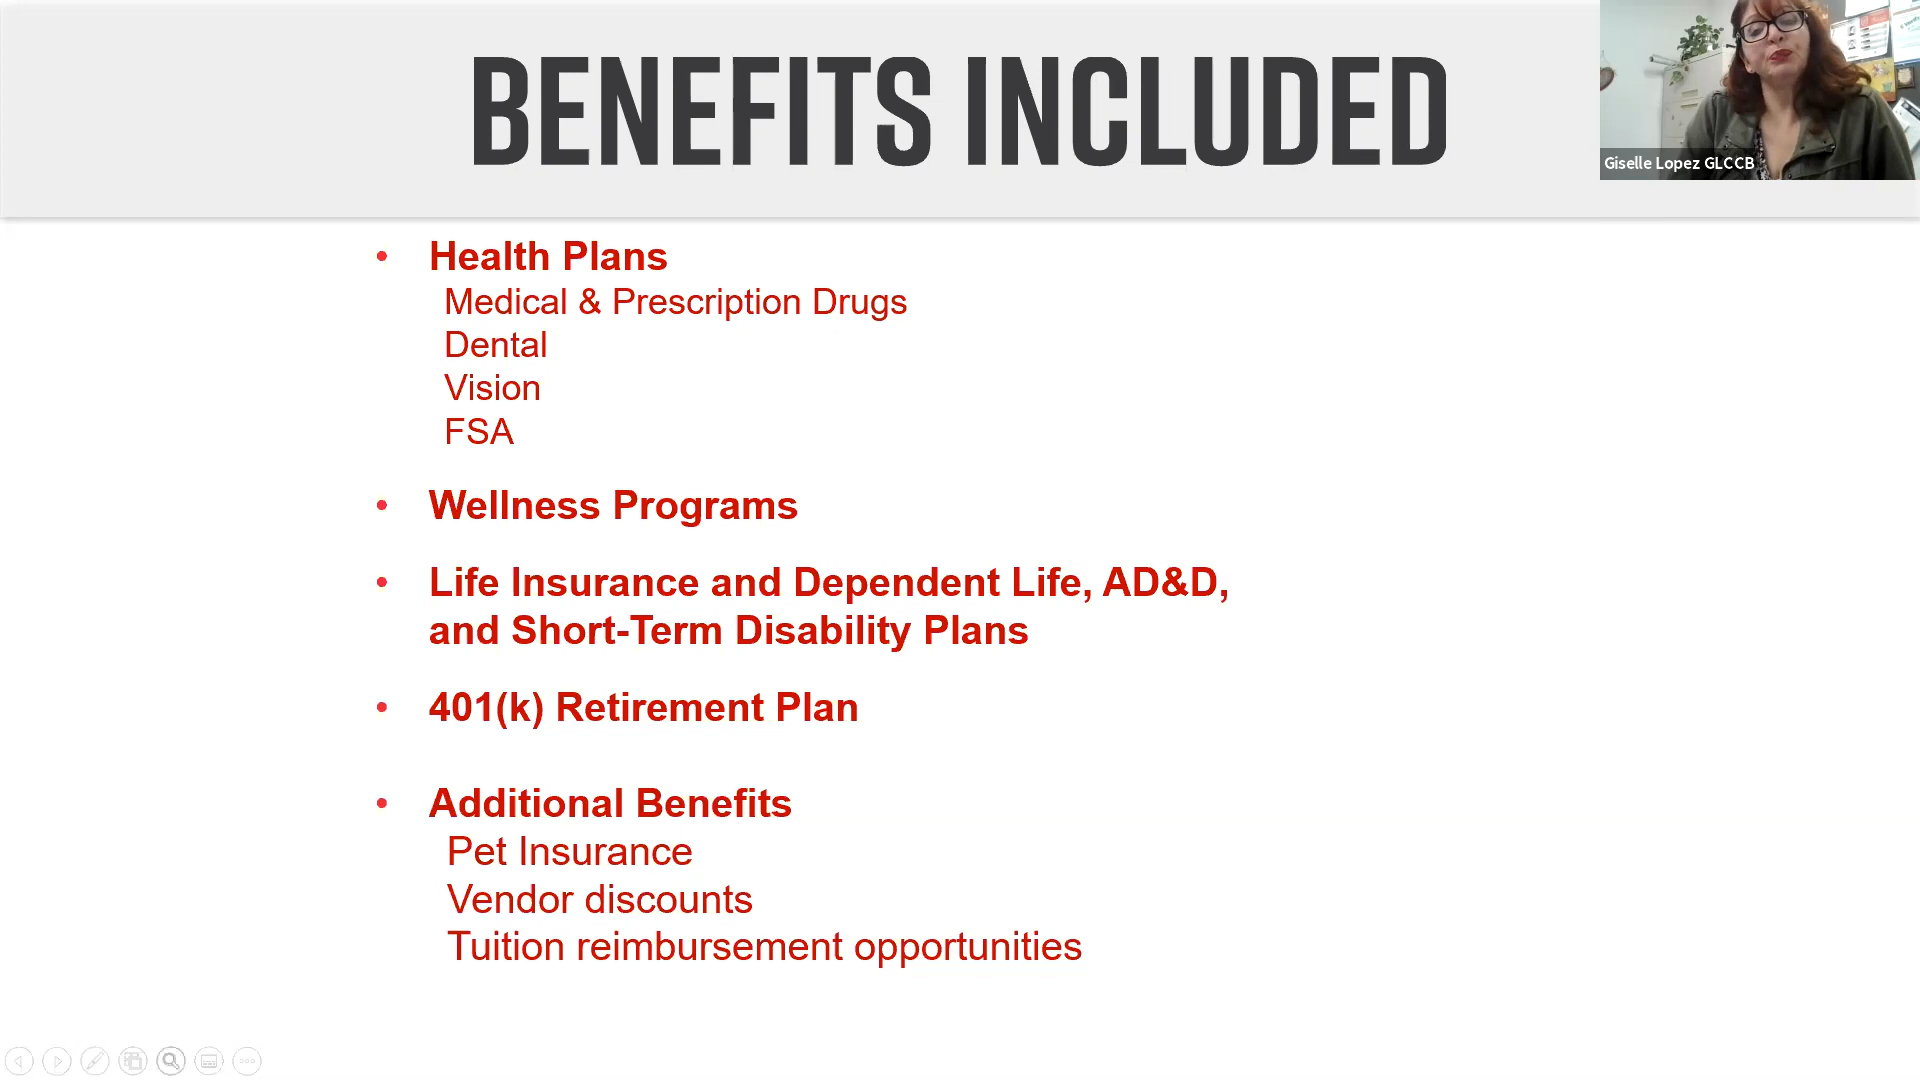 BENEFITS INCLUDED
Giselle Lopez GLCCB
• Health Plans
Medical & Prescription Drugs
Dental
Vision
FSA
• Wellness Programs
• Life Insurance and Dependent Life, AD&D,
and Short-Term Disability Plans
• 401(k) Retirement Plan
• Additional Benefits
Pet Insurance
Vendor discounts
Tuition reimbursement opportunities